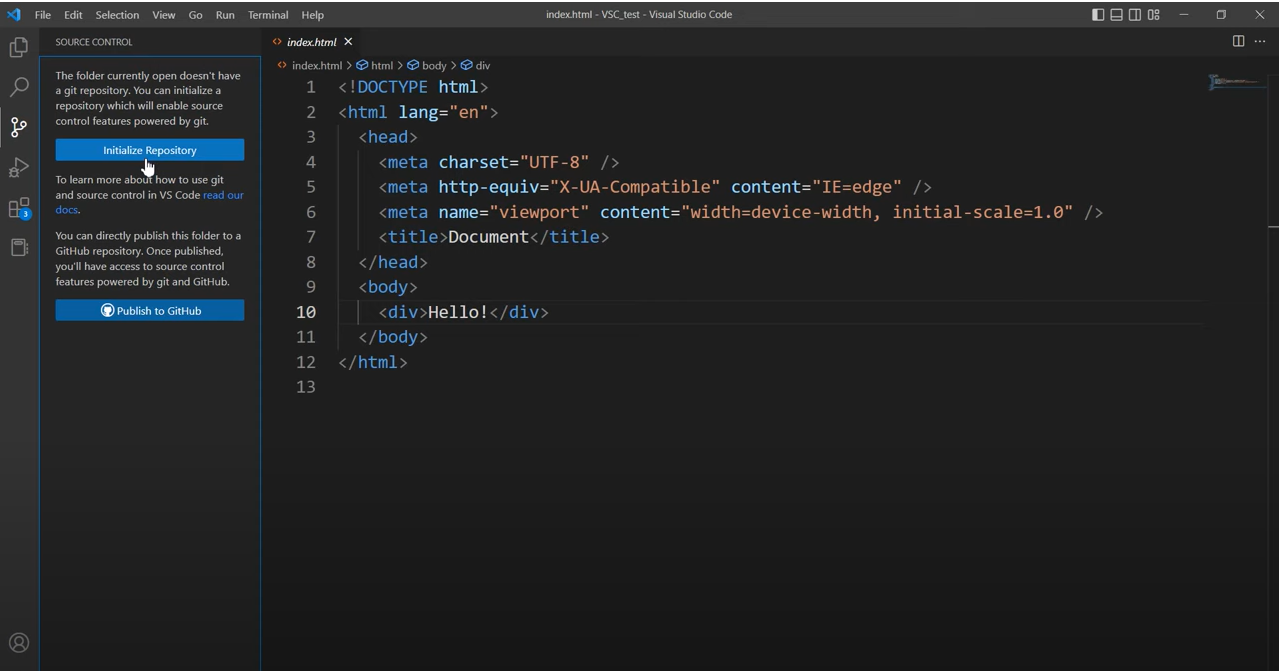 File Edit Selection View Go Run Terminal Help
index.html - VSC_test - Visual Studio Code
SOURCE CONTROL
The folder currently open doesn't have
a git repository. You can initialize a
repository which will enable source
control features powered by git.
Initialize Repository
To learn more about how to use git
and source control in VS Code read our
docs.
You can directly publish this folder to a
GitHub repository. Once published,
you'll have access to source control
features powered by git and GitHub.
Publish to GitHub
3
index.html
index.html > html > body > div
1 <!DOCTYPE html>
2 <html lang="en">
3 <head>
4 <meta charset="UTF-8" />
5 <meta http-equiv="X-UA-Compatible" content="IE=edge" />
6 <meta name="viewport" content="width=device-width, initial-scale=1.0" />
7 <title>Document</title>
8 </head>
9 <body>
10 <div>Hello!</div>
11 </body>
12 </html>
13